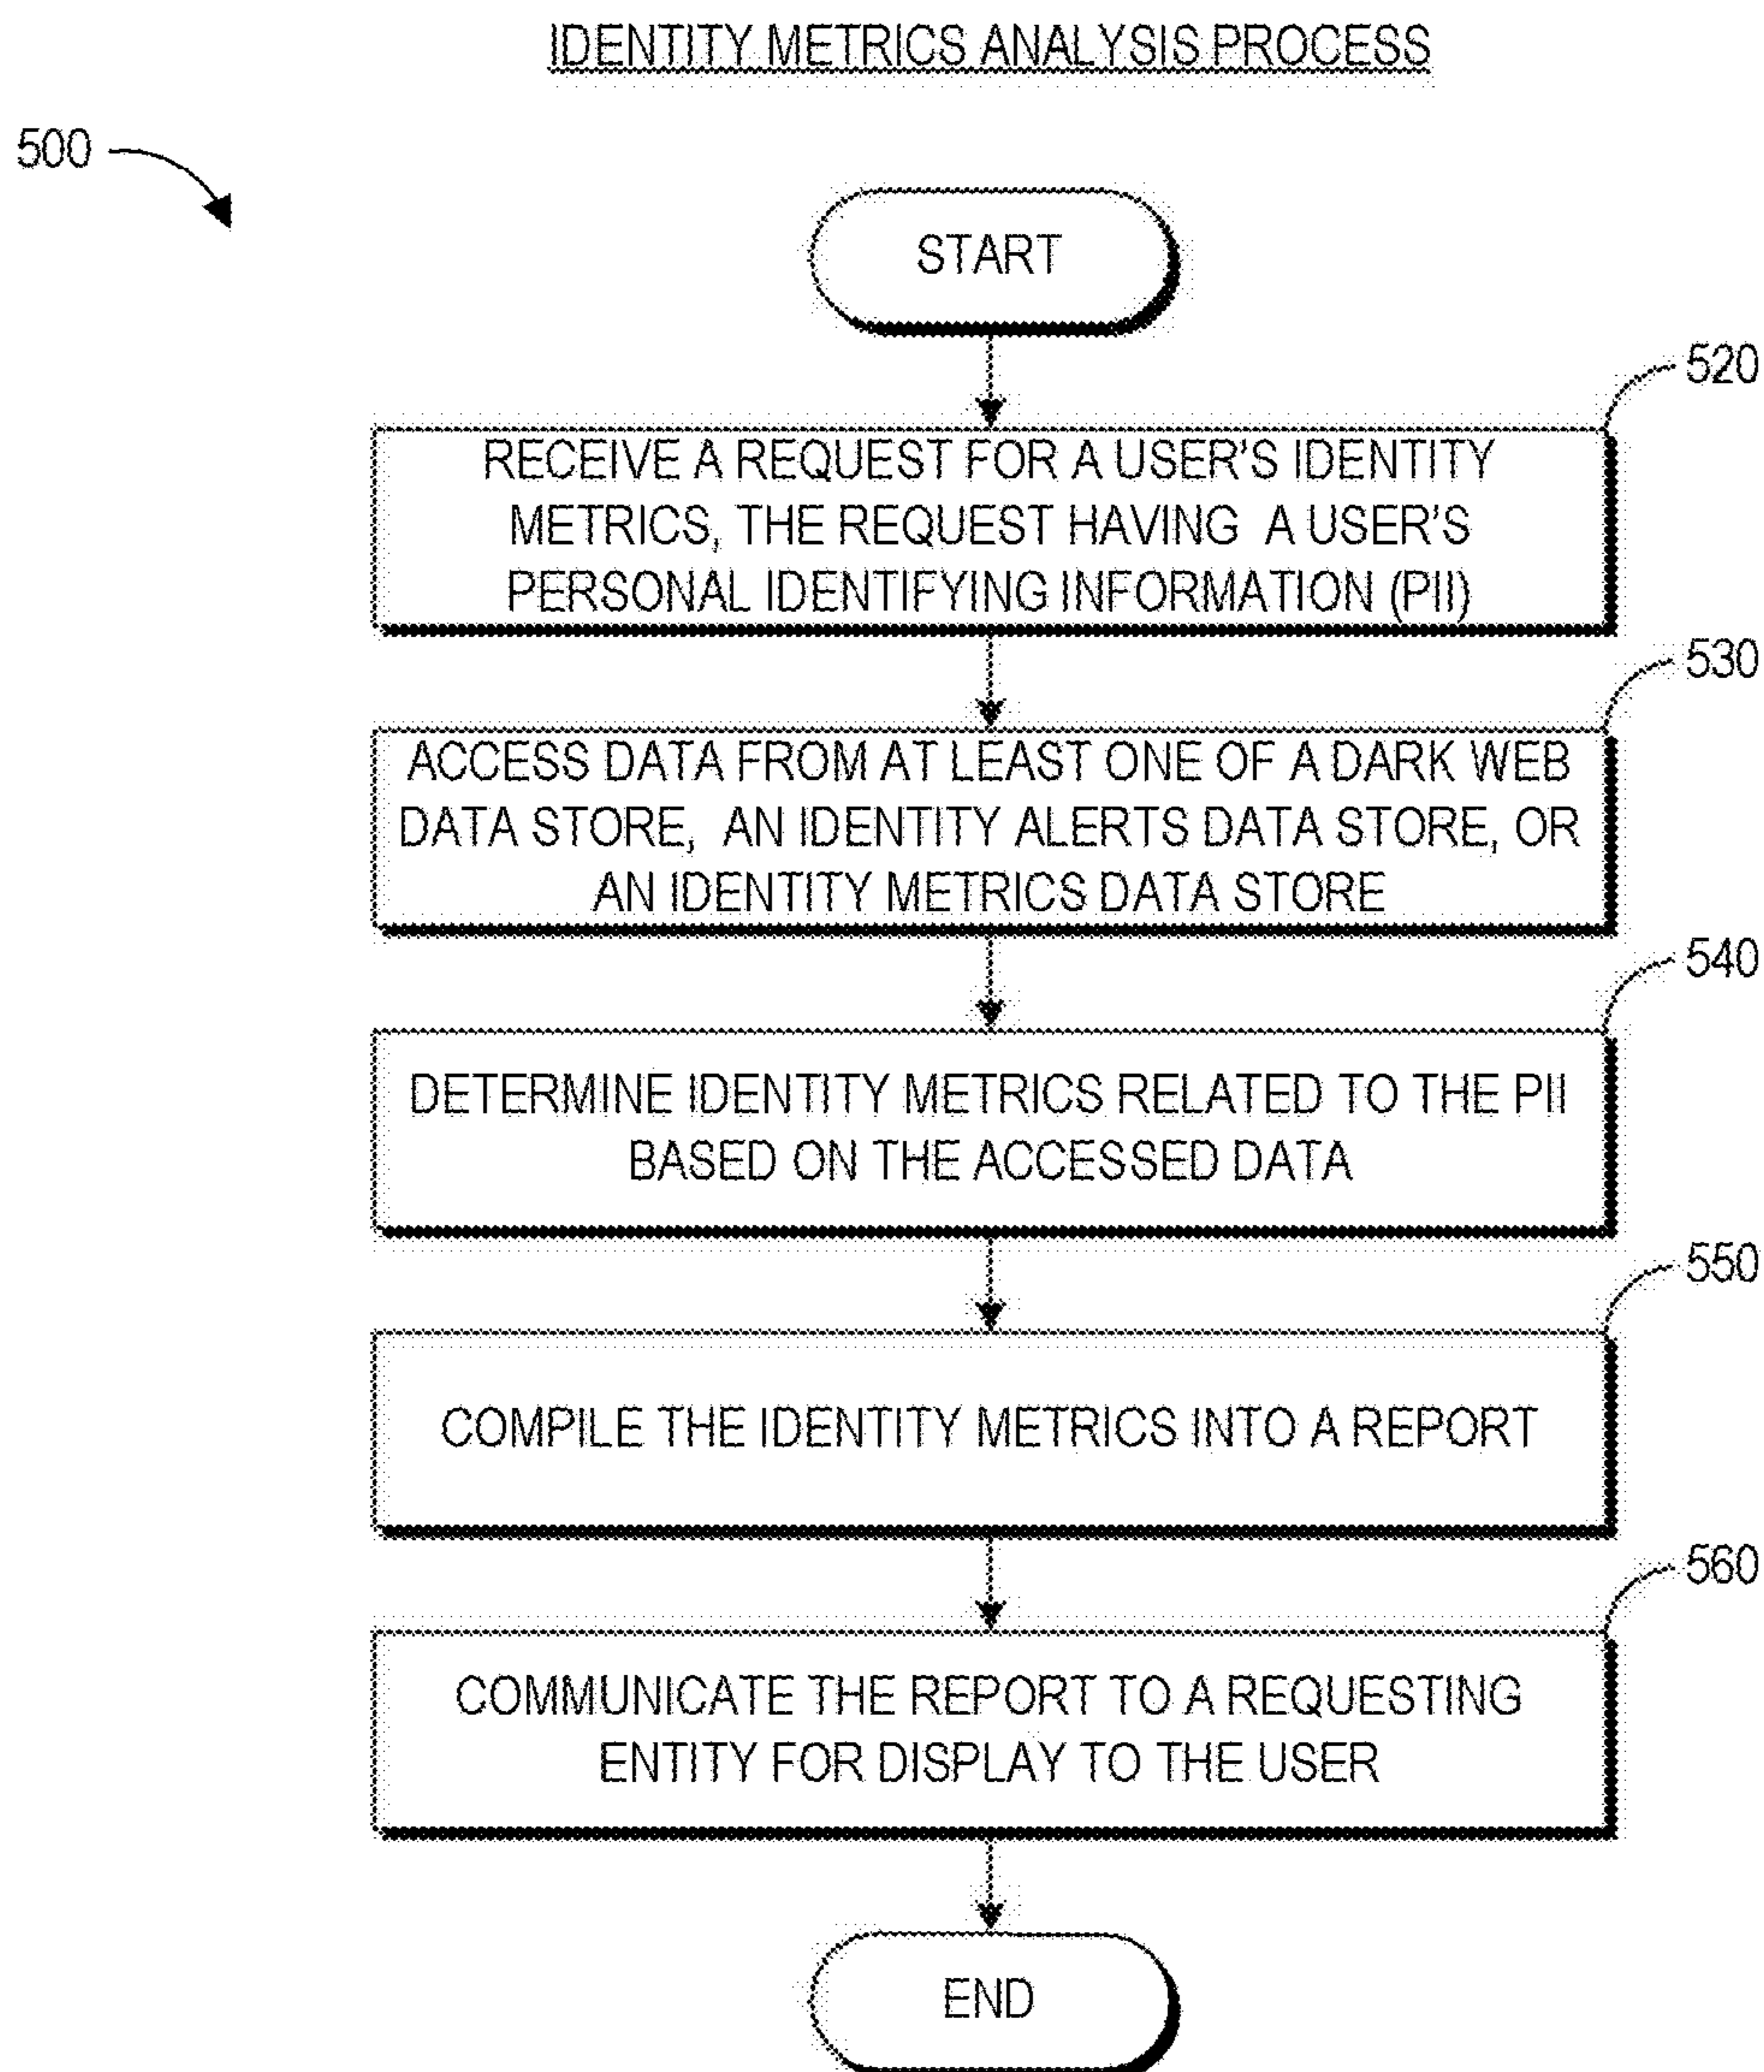 IDENTITY METRICS ANALYSIS PROCESS
500
START
520
RECEIVE A REQUEST FOR A USER'S IDENTITY
METRICS, THE REQUEST HAVING A USER'S
PERSONAL IDENTIFYING INFORMATION (PII)
530
ACCESS DATA FROM AT LEAST ONE OF A DARK WEB
DATA STORE, AN IDENTITY ALERTS DATA STORE, OR
AN IDENTITY METRICS DATA STORE
540
DETERMINE IDENTITY METRICS RELATED TO THE PII
BASED ON THE ACCESSED DATA
550
COMPILE THE IDENTITY METRICS INTO A REPORT
560
COMMUNICATE THE REPORT TO A REQUESTING
ENTITY FOR DISPLAY TO THE USER
END